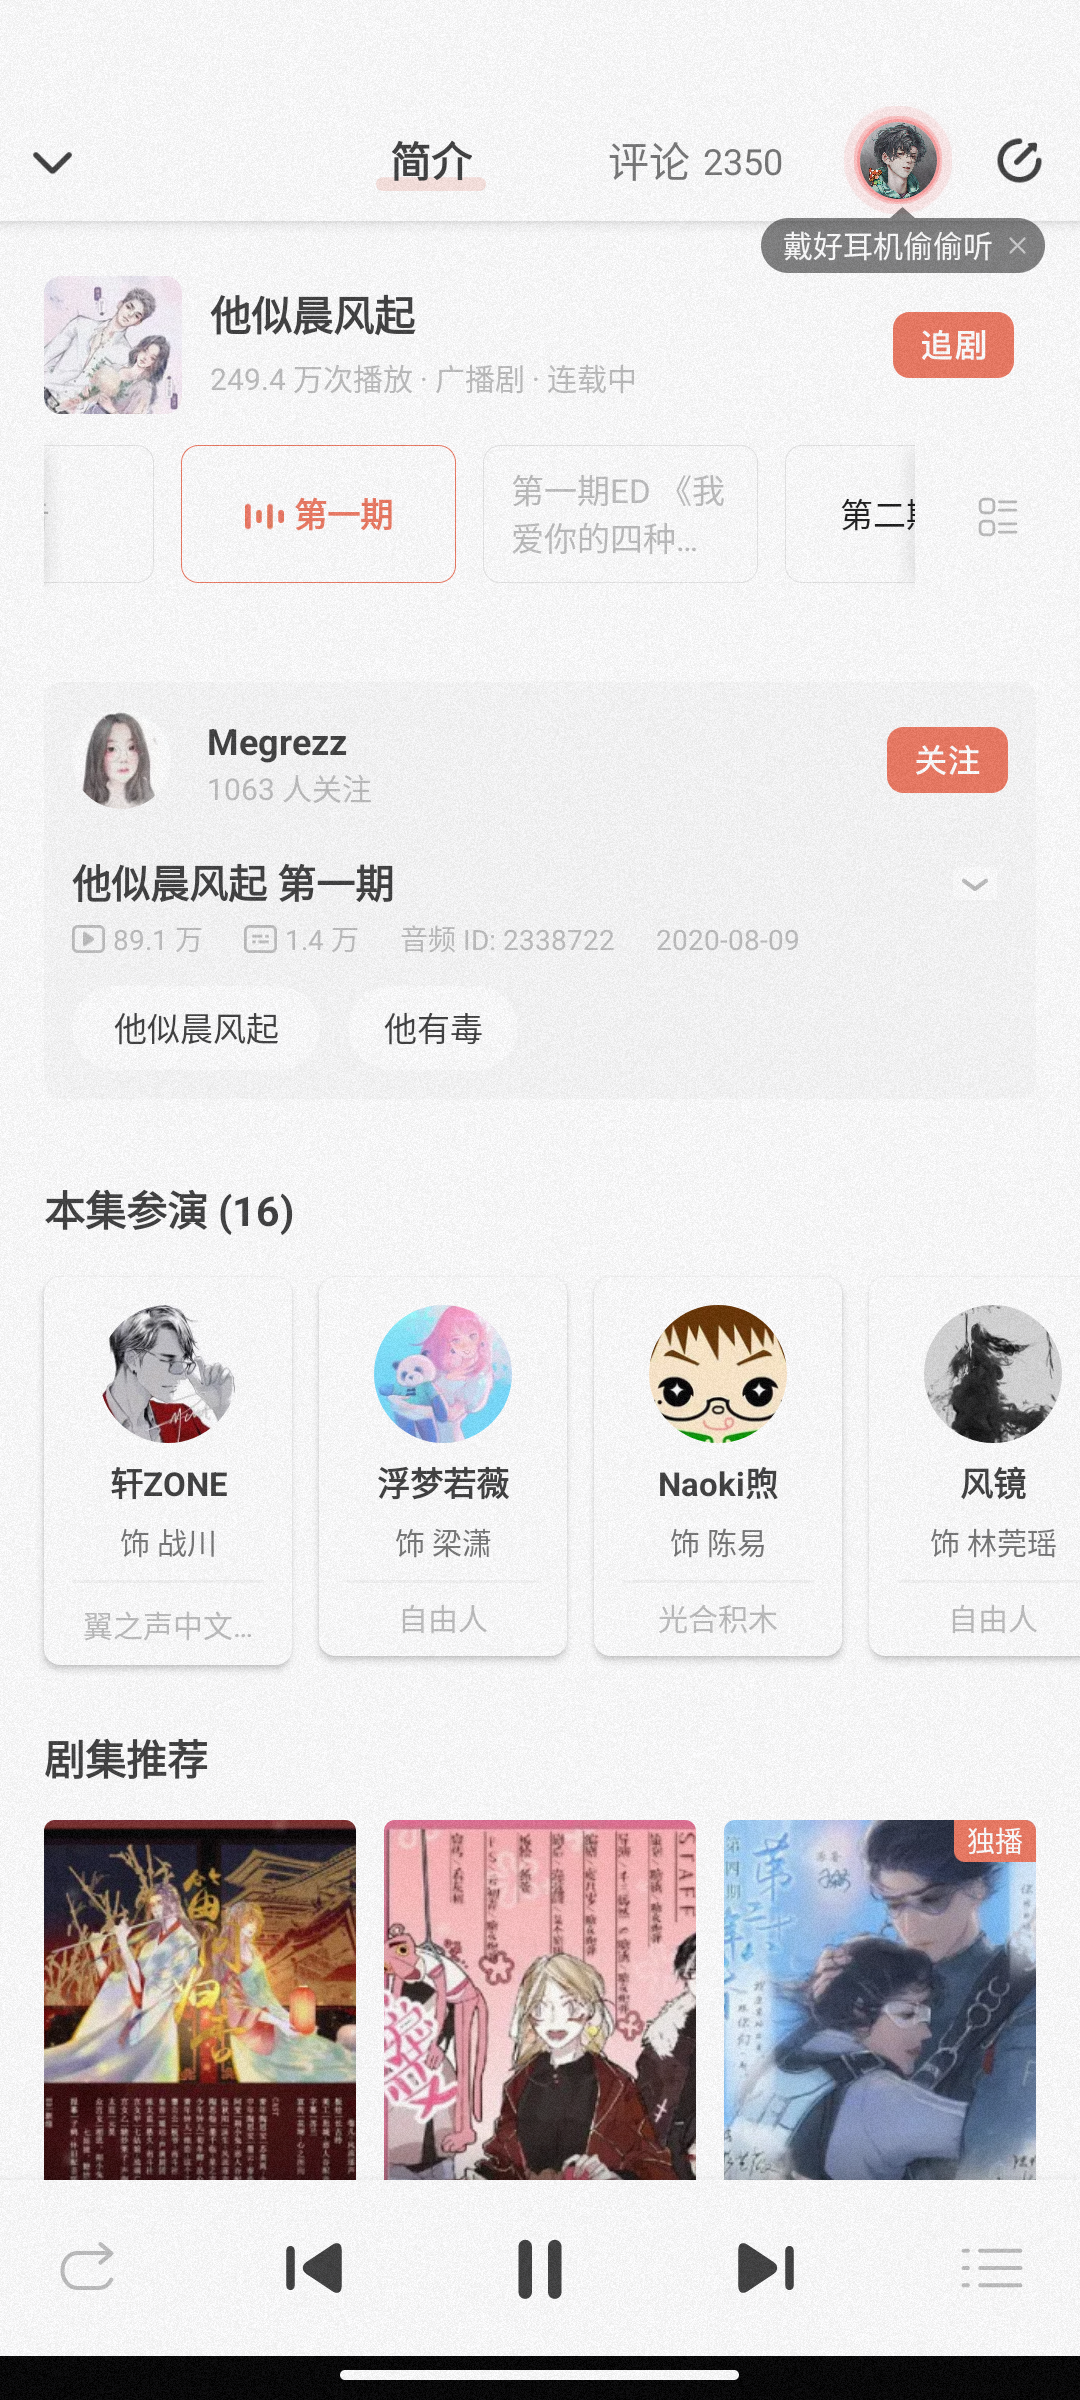 简介
评论 2350
戴好耳机偷偷听
他似晨风起
249.4 万次播放 · 广播剧 · 连载中
追剧
第一期
第一期ED 《我
爱你的四种...
第二
Megrezz
1063 人关注
关注
他似晨风起 第一期
89.1 万
1.4 万
音频 ID: 2338722
2020-08-09
他似晨风起
他有毒
本集参演 (16)
轩ZONE
浮梦若薇
Naoki煦
风镜
饰 战川
饰 梁潇
饰 陈易
饰 林莞瑶
翼之声中文...
自由人
光合积木
自由人
剧集推荐
独播
STAFF
第四期